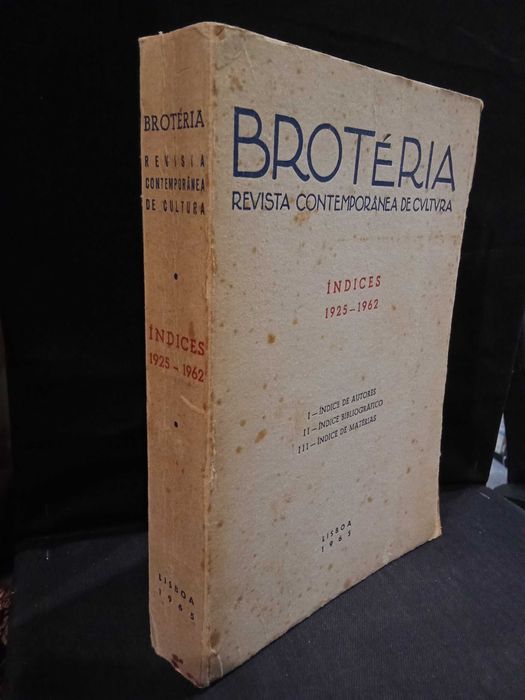 BROTÉRIA
REVISTA
CONTEMPORÂNEA
DE CULTURA
ÍNDICES
1925 - 1962
LISBOA
1965
BROTÉRIA
REVISTA CONTEMPORÂNEA DE CVLTVRA
ÍNDICES
1925 — 1962
I — ÍNDICE DE AUTORES
II — ÍNDICE BIBLIOGRÁFICO
III — ÍNDICE DE MATÉRIAS
LISBOA
1965